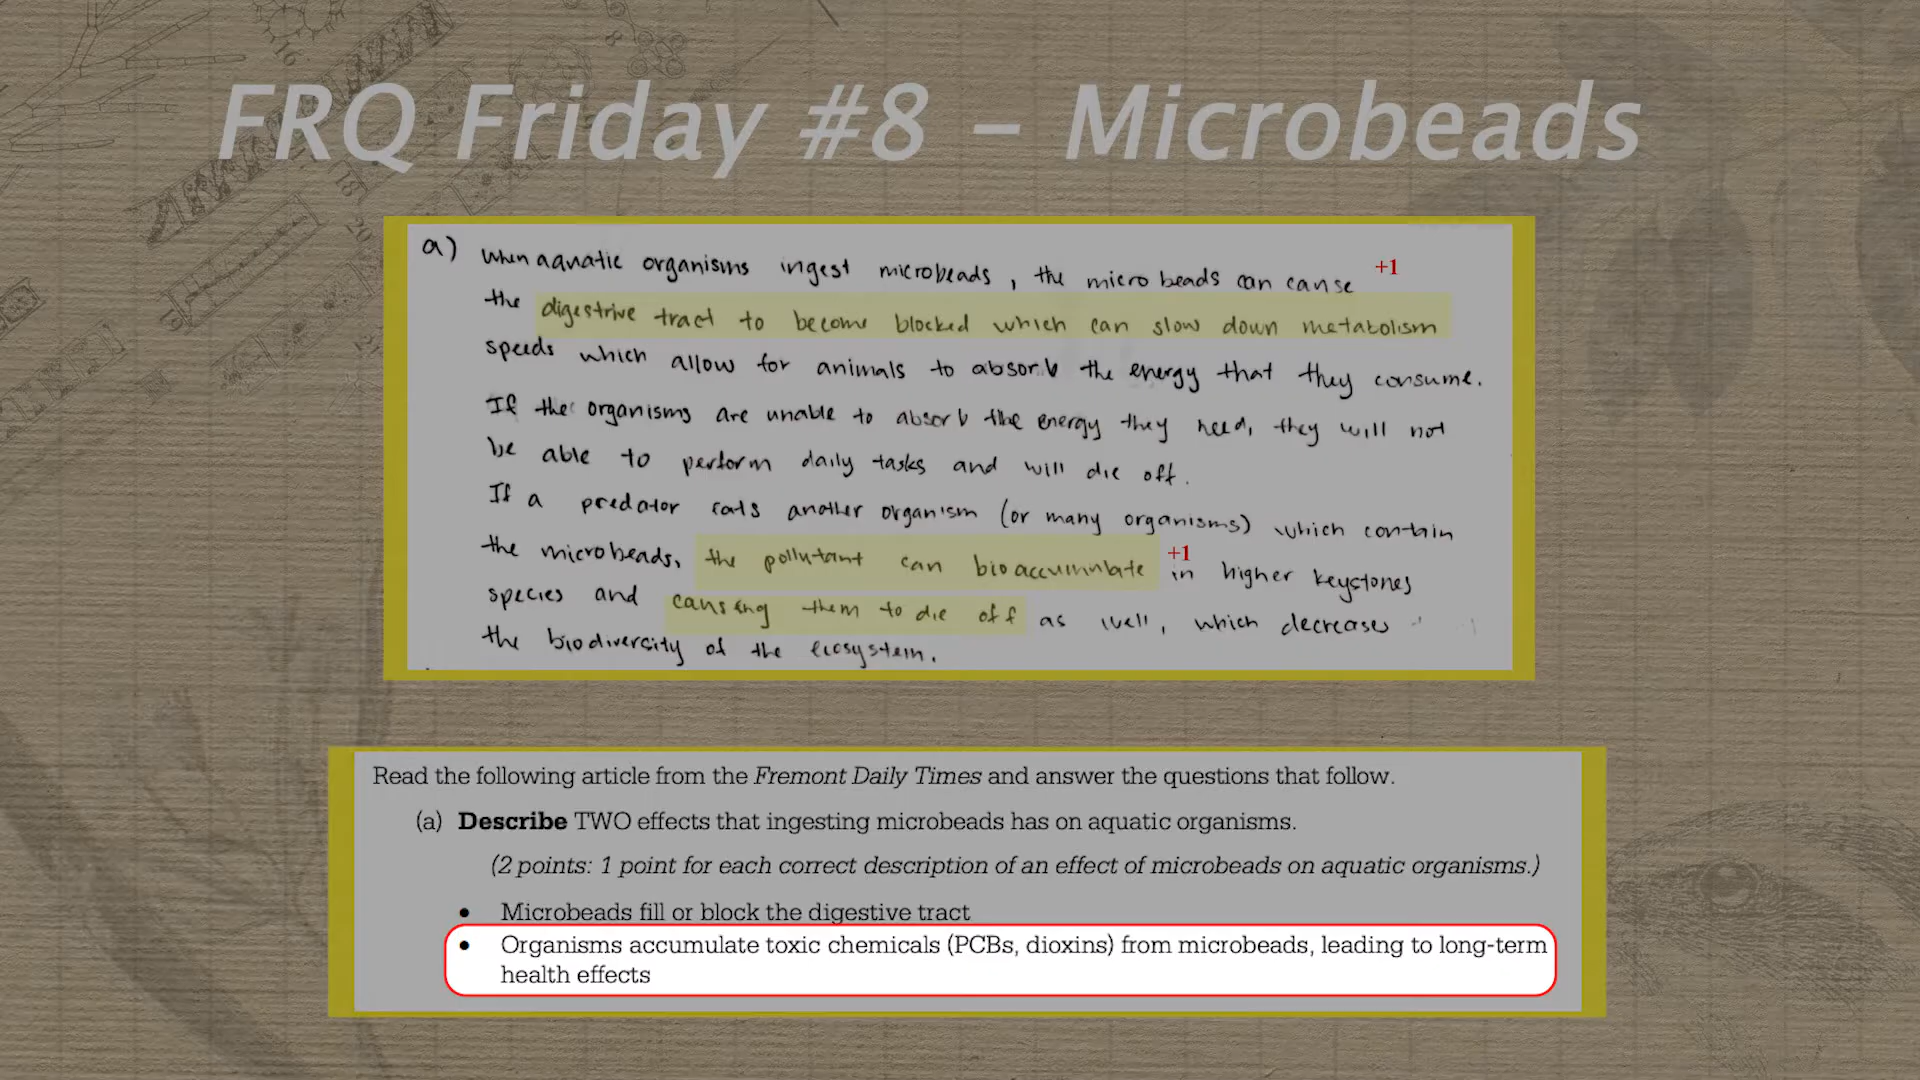 FRQ Friday #8 – Microbeads
a) When aquatic organisms ingest microbeads, the micro beads can cause +1
the digestrive tract to become blocked which can slow down metabolism
speeds which allow for animals to absorb the energy that they consume.
If the organisms are unable to absorb the energy they need, they will not
be able to perform daily tasks and will die off.
If a predator eats another organism (or many organisms) which contain
the microbeads, the pollutant can bioaccumulate +1 in higher keystones
species and causing them to die off as well, which decreases
the biodiversity of the ecosystem.
Read the following article from the Fremont Daily Times and answer the questions that follow.
(a) Describe TWO effects that ingesting microbeads has on aquatic organisms.
(2 points: 1 point for each correct description of an effect of microbeads on aquatic organisms.)
• Microbeads fill or block the digestive tract
• Organisms accumulate toxic chemicals (PCBs, dioxins) from microbeads, leading to long-term
health effects